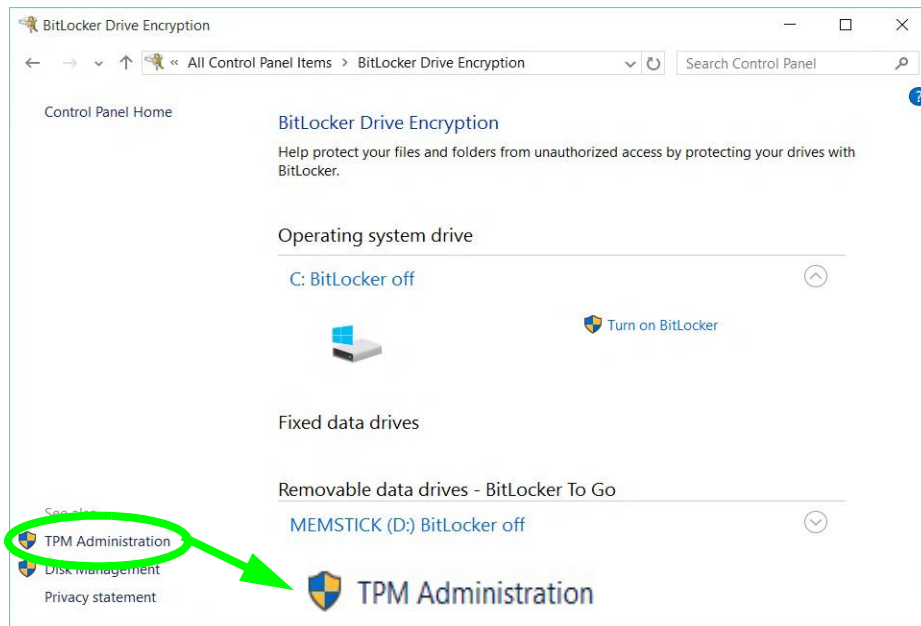 BitLocker Drive Encryption
« All Control Panel Items > BitLocker Drive Encryption
Search Control Panel
?
Control Panel Home
BitLocker Drive Encryption
Help protect your files and folders from unauthorized access by protecting your drives with
BitLocker.
Operating system drive
C: BitLocker off
Turn on BitLocker
Fixed data drives
Removable data drives - BitLocker To Go
MEMSTICK (D:) BitLocker off
See also
TPM Administration
Disk Management
Privacy statement
TPM Administration